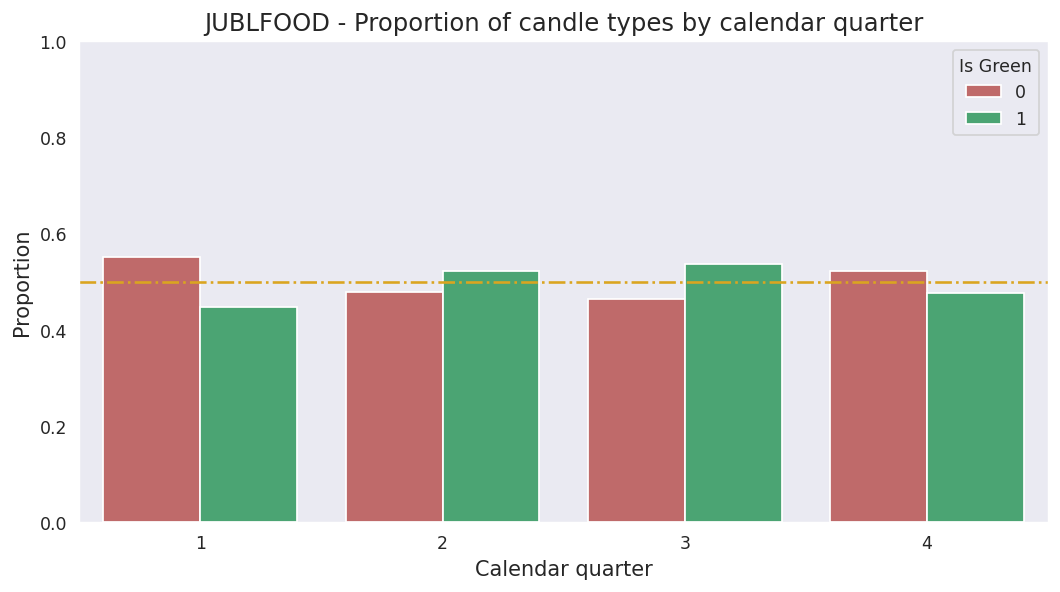 JUBLFOOD - Proportion of candle types by calendar quarter
1.0
0.8
0.6
0.4
0.2
0.0
Proportion
Is Green
0
1
1 2 3 4
Calendar quarter